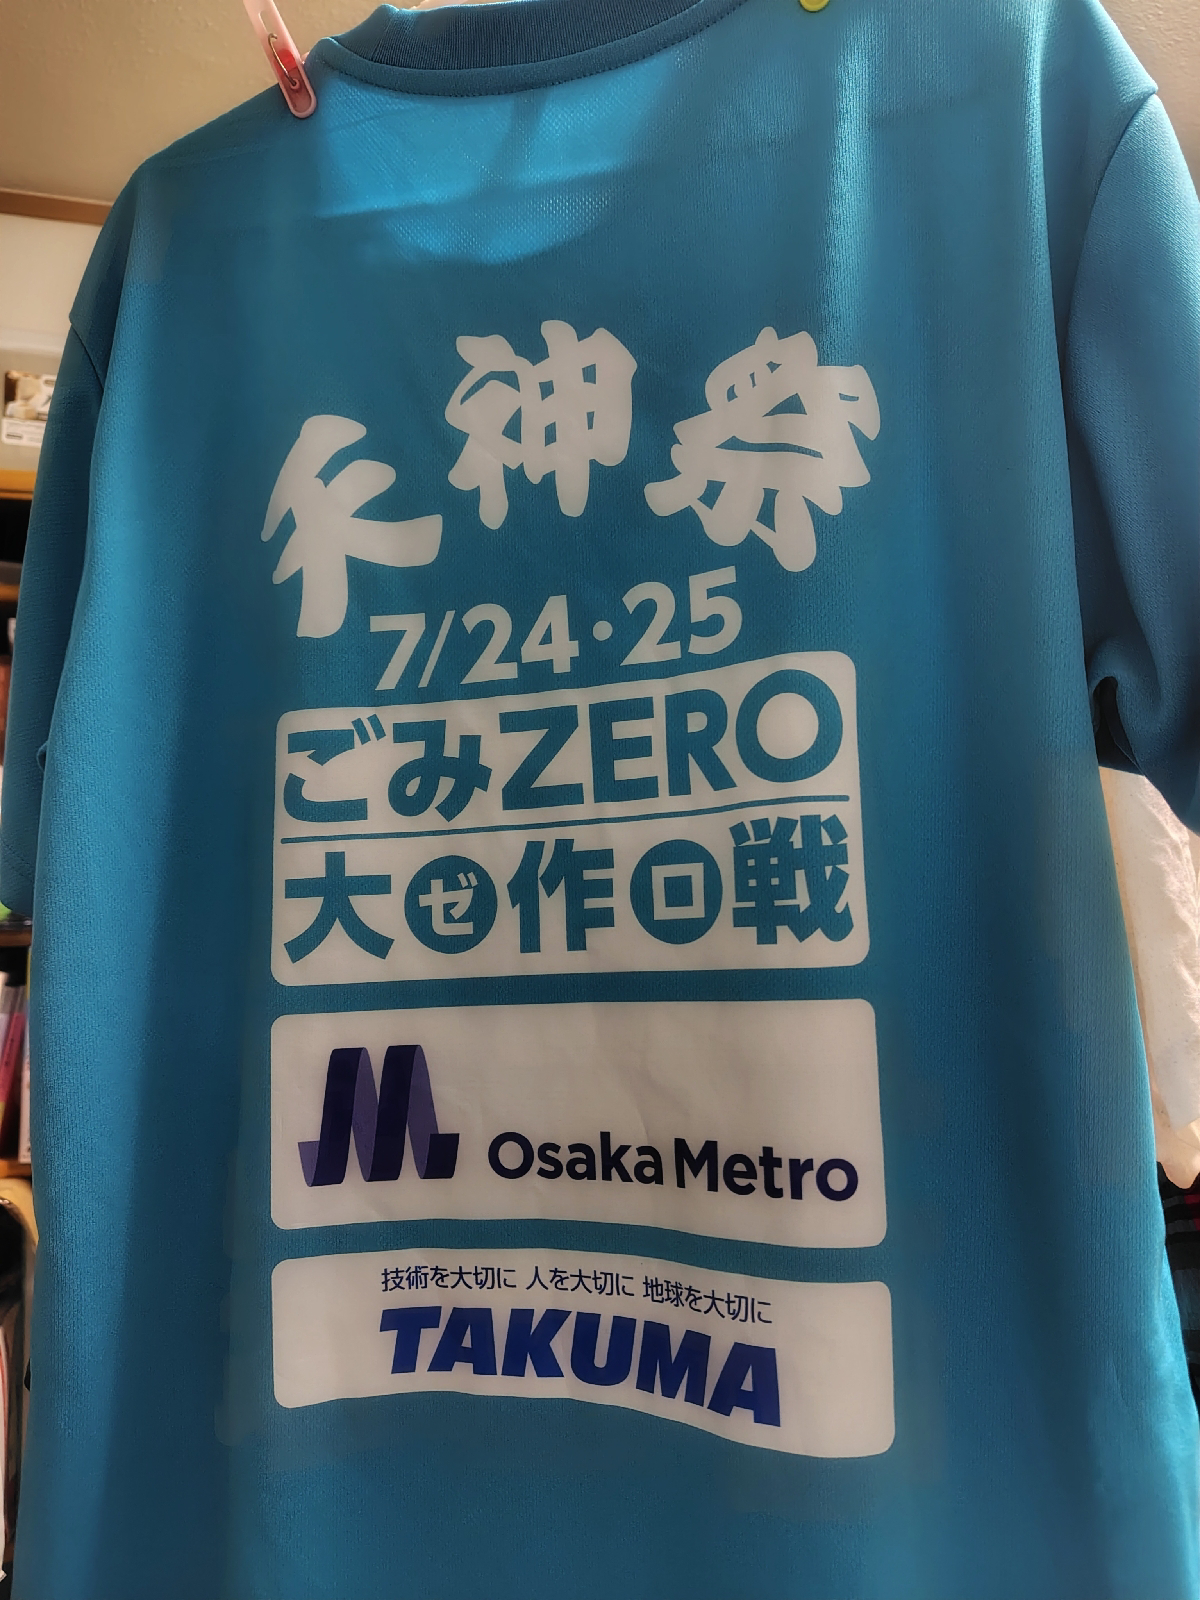 天神祭
7/24・25
ごみZERO
大ゼ作ロ戦
Osaka Metro
技術を大切に 人を大切に 地球を大切に
TAKUMA